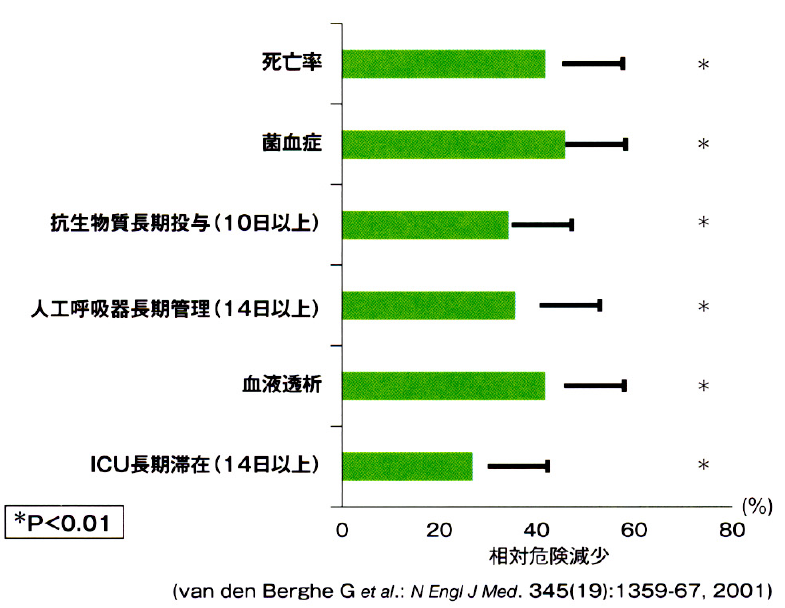 死亡率 *
菌血症 *
抗生物質長期投与(10日以上) *
人工呼吸器長期管理(14日以上) *
血液透析 *
ICU長期滞在(14日以上) *
*P<0.01
0 20 40 60 80 (%)
相対危険減少
(van den Berghe G et al.: N Engl J Med. 345(19):1359-67, 2001)